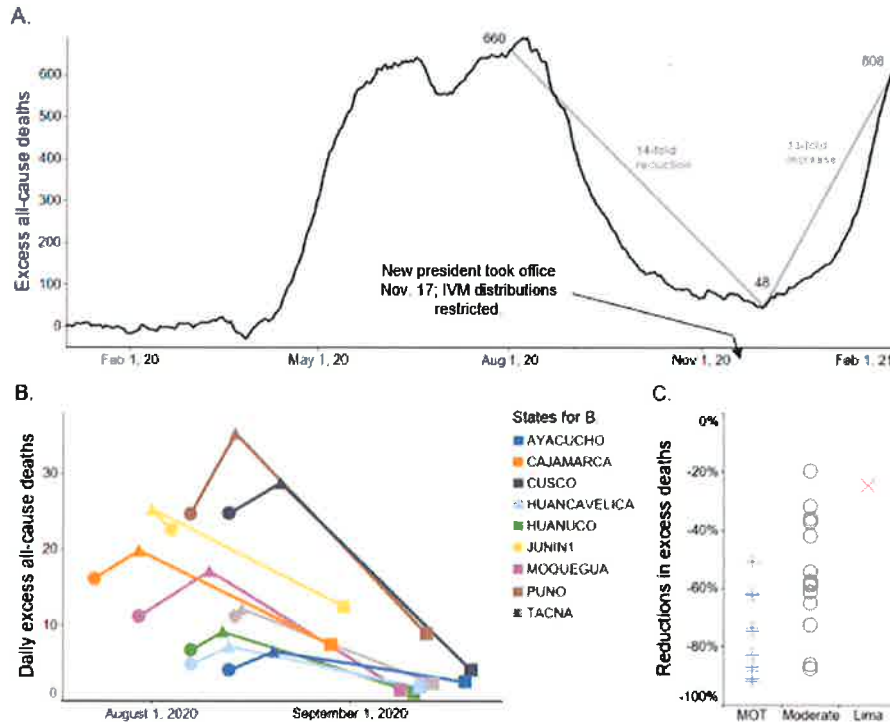 A.
Excess all-cause deaths
600
500
400
300
200
100
0
660
14-fold
reduction
48
11-fold
increase
608
New president took office
Nov. 17; IVM distributions
restricted
Feb 1, 20
May 1, 20
Aug 1, 20
Nov 1, 20
Feb 1, 21
B.
Daily excess all-cause deaths
30
20
10
0
August 1, 2020
September 1, 2020
States for B.
AYACUCHO
CAJAMARCA
CUSCO
HUANCAVELICA
HUANUCO
JUNIN1
MOQUEGUA
PUNO
TACNA
C.
Reductions in excess deaths
0%
-20%
-40%
-60%
-80%
-100%
MOT
Moderate
Lima